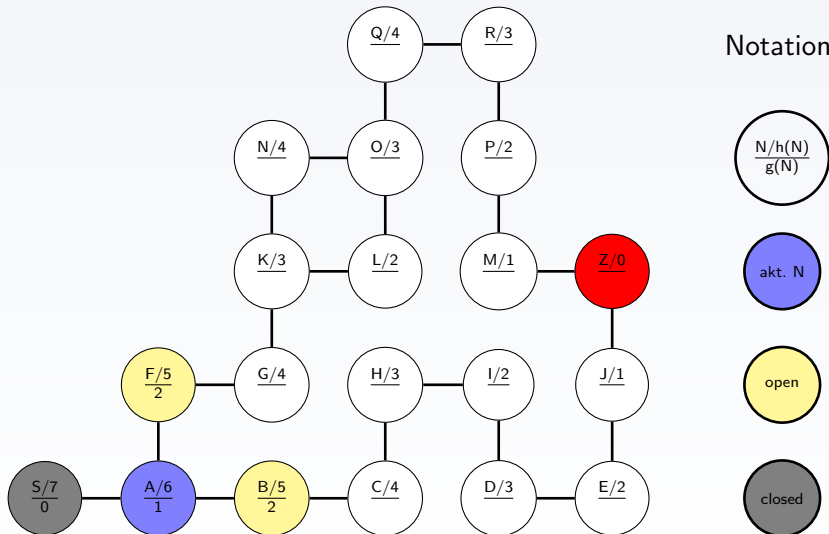 Q/4 R/3
Notation
N/4 O/3 P/2
N/h(N)
g(N)
K/3 L/2 M/1 Z/0
akt. N
F/5 G/4 H/3 I/2 J/1
2
open
S/7 A/6 B/5 C/4 D/3 E/2
0 1 2
closed